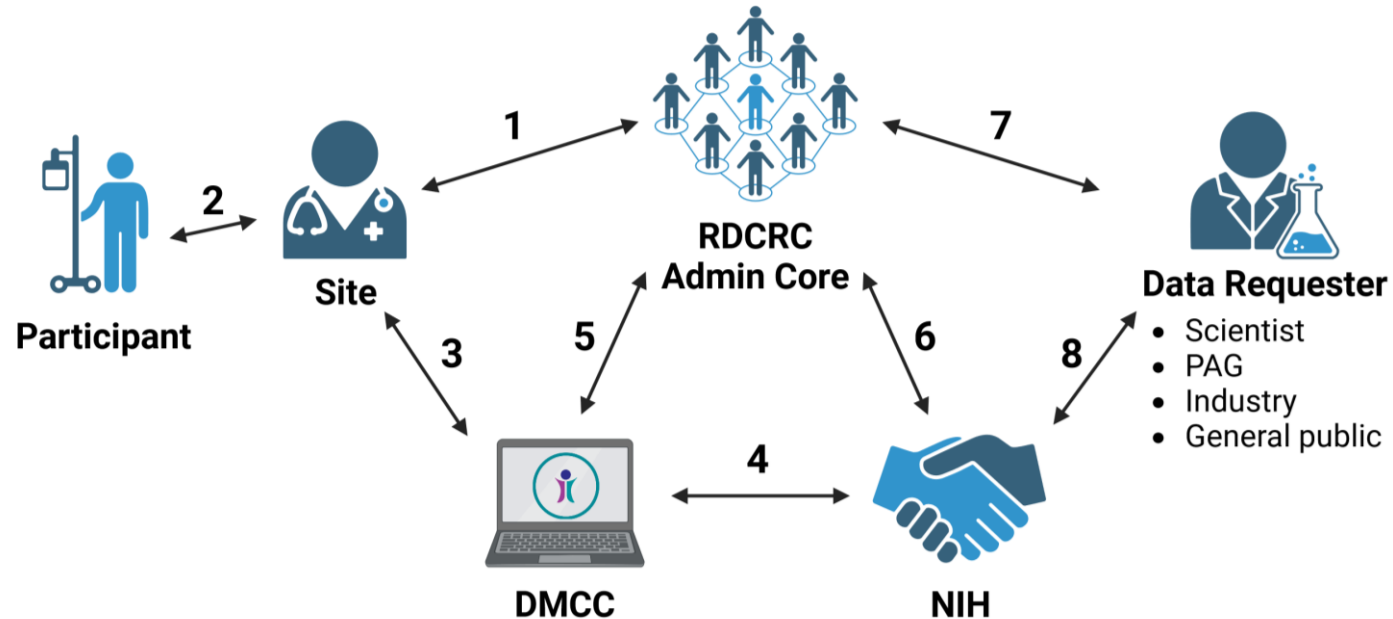 1
7
2
RDCRC
Admin Core
Site
Data Requester
Participant
• Scientist
• PAG
• Industry
• General public
3
5
6
8
4
DMCC
NIH